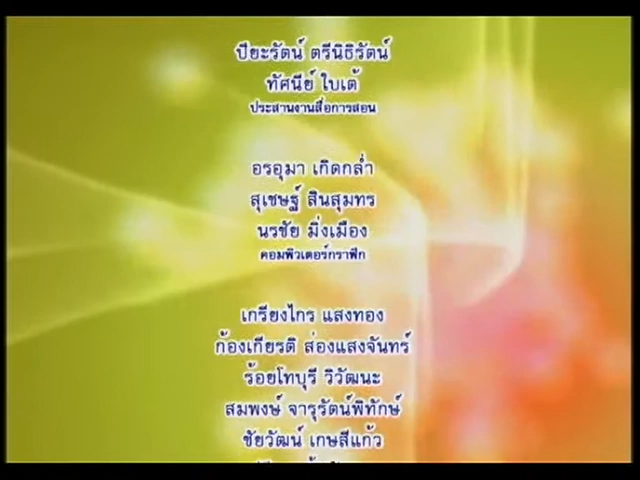 ปิยะรัตน์ ตรีนิธิรัตน์
ทัศนีย์ ใบเต้
ประสานงานสื่อการสอน
อรอุมา เกิดกล่ำ
สุเชษฐ์ สินสุมทร
นรชัย มิ่งเมือง
คอมพิวเตอร์กราฟิก
เกรียงไกร แสงทอง
ก้องเกียรติ ส่องแสงจันทร์
ร้อยโทบุรี วิวัฒนะ
สมพงษ์ จารุรัตน์พิทักษ์
ชัยวัฒน์ เกษสีแก้ว